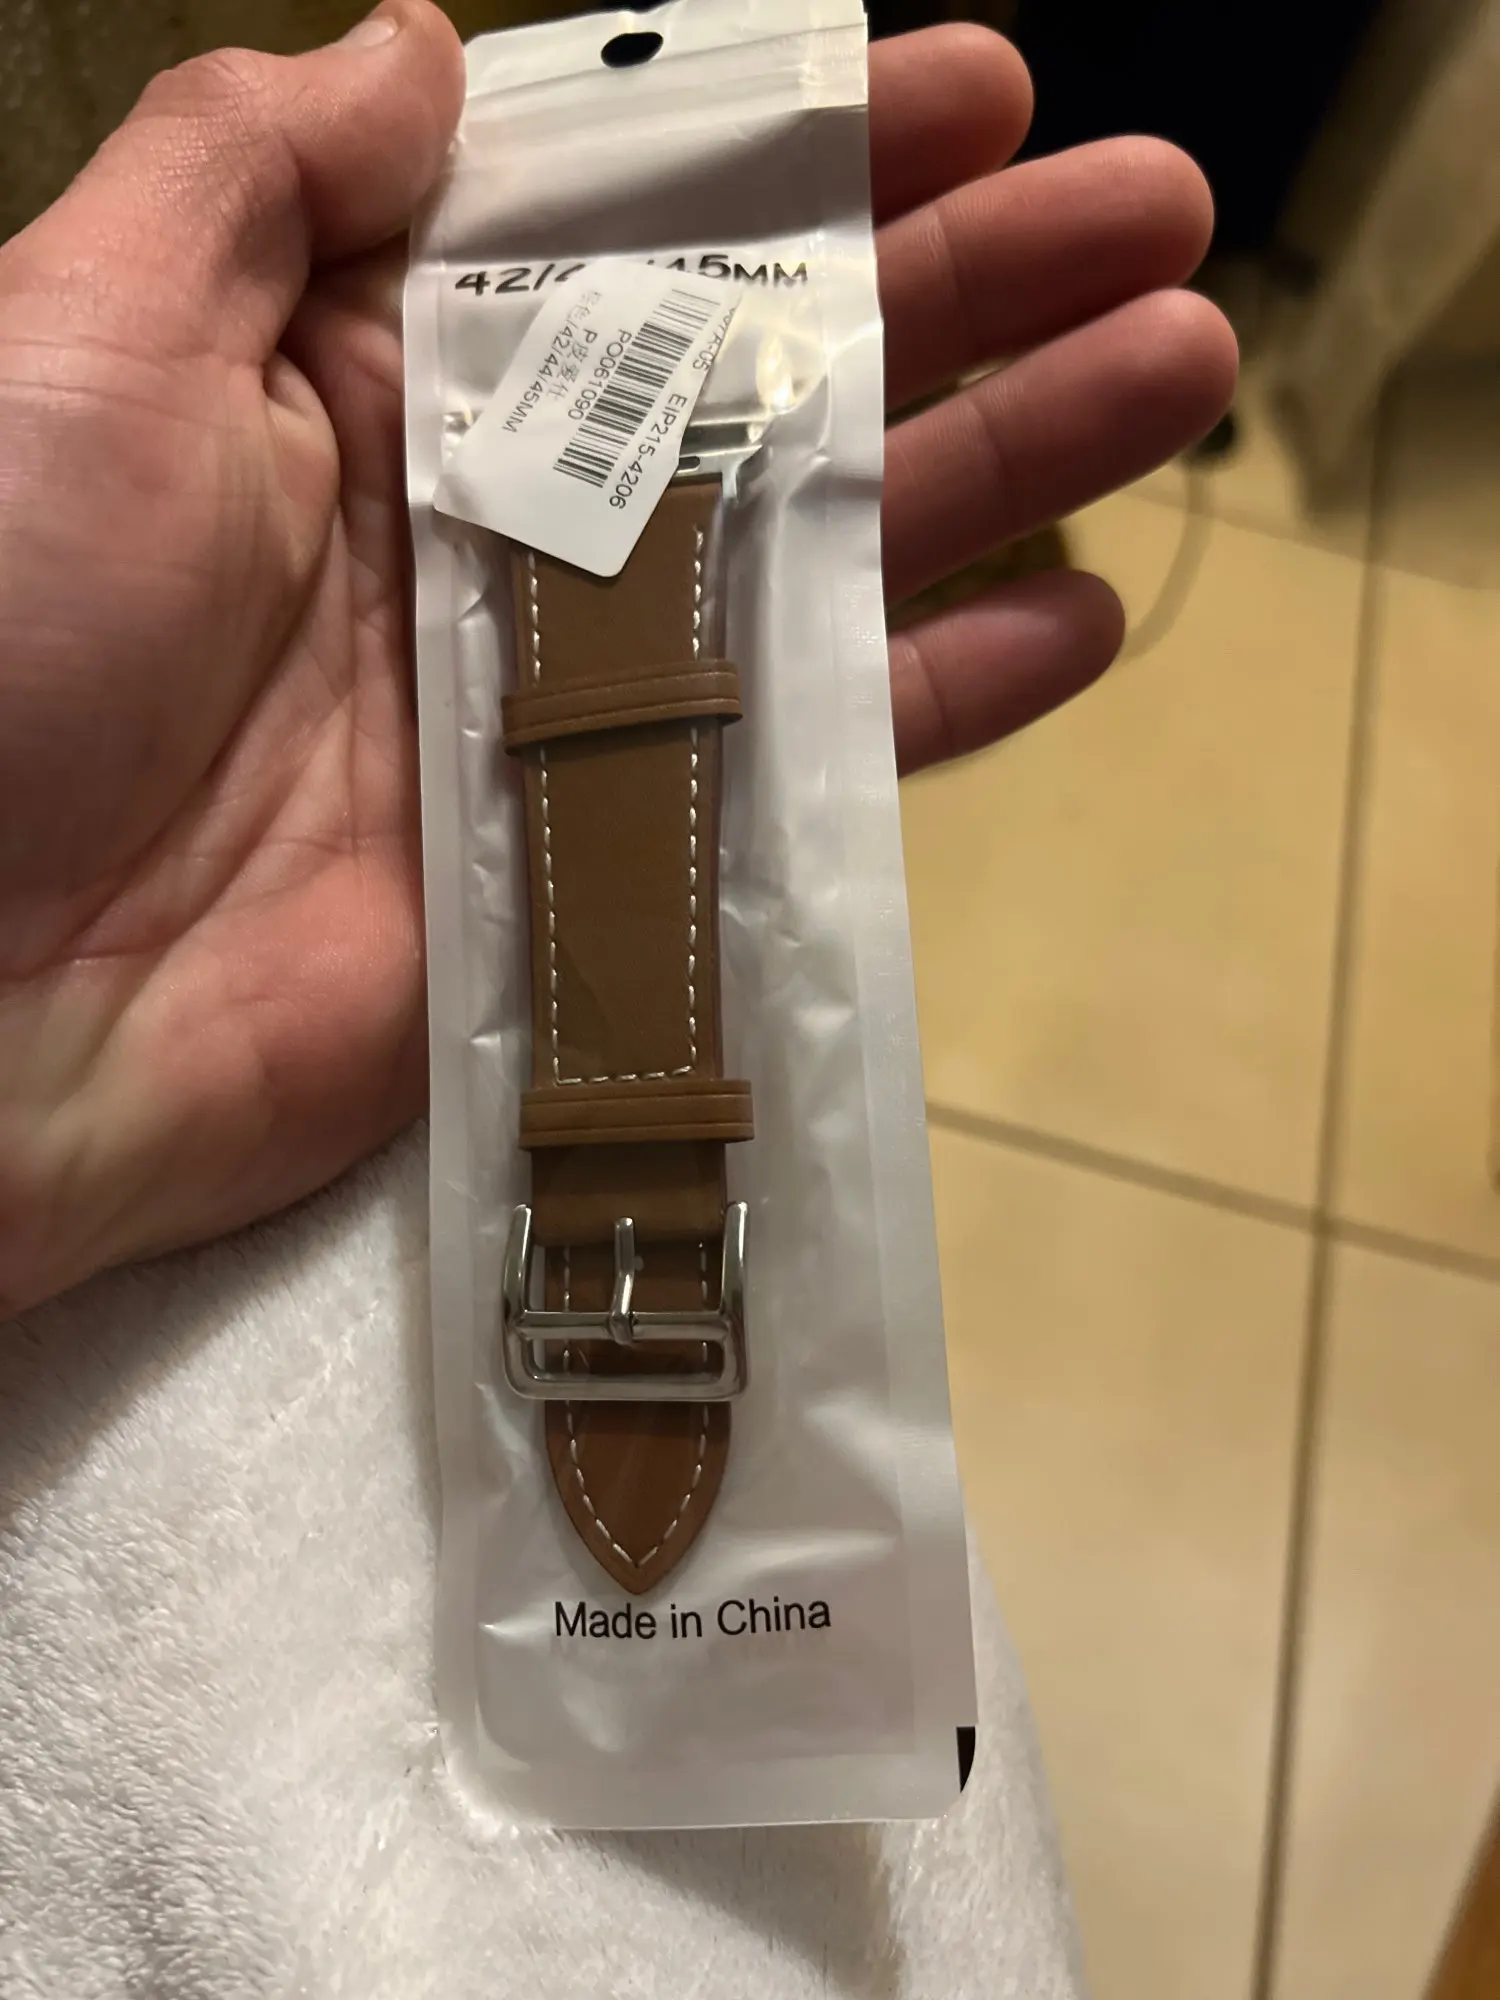 42/4 /45MM
EIP215-4206
PO061090
P
/42/44/45MM
Made in China